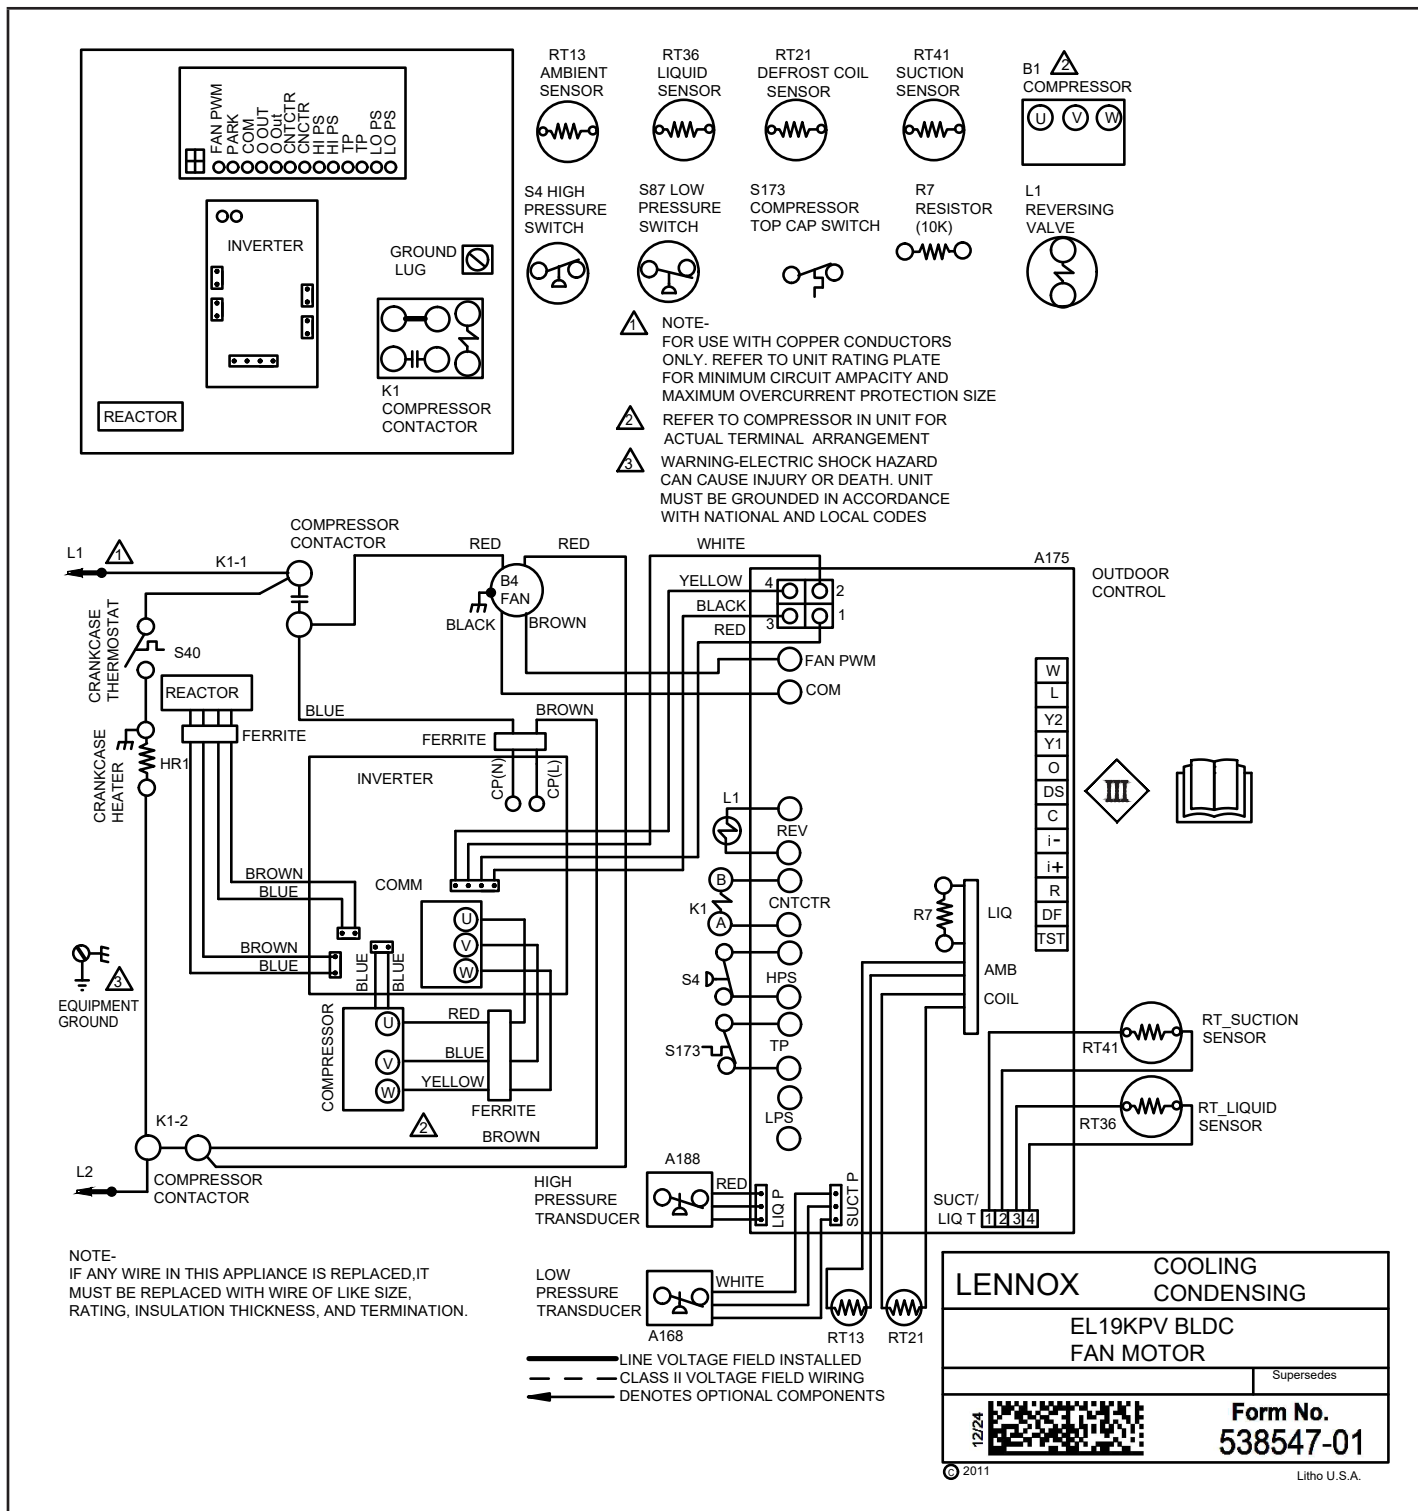 RT13
AMBIENT
SENSOR
RT36
LIQUID
SENSOR
RT21
DEFROST COIL
SENSOR
RT41
SUCTION
SENSOR
B1 2
COMPRESSOR
U V W
FAN PWM
PARK
COM
O OUT
O Out
CNTCTR
CNCTR
HI PS
HI PS
TP
TP
LO PS
LO PS
INVERTER
GROUND
LUG
K1
COMPRESSOR
CONTACTOR
REACTOR
S4 HIGH
PRESSURE
SWITCH
S87 LOW
PRESSURE
SWITCH
S173
COMPRESSOR
TOP CAP SWITCH
R7
RESISTOR
(10K)
L1
REVERSING
VALVE
1 NOTE-
FOR USE WITH COPPER CONDUCTORS
ONLY. REFER TO UNIT RATING PLATE
FOR MINIMUM CIRCUIT AMPACITY AND
MAXIMUM OVERCURRENT PROTECTION SIZE
2 REFER TO COMPRESSOR IN UNIT FOR
ACTUAL TERMINAL ARRANGEMENT
3 WARNING-ELECTRIC SHOCK HAZARD
CAN CAUSE INJURY OR DEATH. UNIT
MUST BE GROUNDED IN ACCORDANCE
WITH NATIONAL AND LOCAL CODES
L1 1
K1-1
COMPRESSOR
CONTACTOR
RED
RED
B4
FAN
BLACK
BROWN
WHITE
YELLOW
BLACK
RED
4 2
3 1
A175
OUTDOOR
CONTROL
FAN PWM
COM
CRANKCASE
THERMOSTAT
S40
REACTOR
FERRITE
CRANKCASE
HEATER
HR1
BLUE
BROWN
FERRITE
CP(N)
CP(L)
INVERTER
COMM
U
V
W
BROWN
BLUE
BROWN
BLUE
BLUE
BLUE
3
EQUIPMENT
GROUND
COMPRESSOR
U
V
W
RED
BLUE
YELLOW
FERRITE
2
BROWN
K1-2
L2
COMPRESSOR
CONTACTOR
L1
REV
B
K1
A
CNTCTR
S4
HPS
S173
TP
LPS
W
L
Y2
Y1
O
DS
C
i-
i+
R
DF
TST
III
R7
LIQ
AMB
COIL
RT41
RT_SUCTION
SENSOR
RT36
RT_LIQUID
SENSOR
SUCT/
LIQ T 1 2 3 4
A188
HIGH
PRESSURE
TRANSDUCER
RED
LIQ P
SUCT P
LOW
PRESSURE
TRANSDUCER
WHITE
A168
RT13
RT21
NOTE-
IF ANY WIRE IN THIS APPLIANCE IS REPLACED,IT
MUST BE REPLACED WITH WIRE OF LIKE SIZE,
RATING, INSULATION THICKNESS, AND TERMINATION.
LINE VOLTAGE FIELD INSTALLED
CLASS II VOLTAGE FIELD WIRING
DENOTES OPTIONAL COMPONENTS
LENNOX
COOLING
CONDENSING
EL19KPV BLDC
FAN MOTOR
Supersedes
12/24
Form No.
538547-01
© 2011
Litho U.S.A.